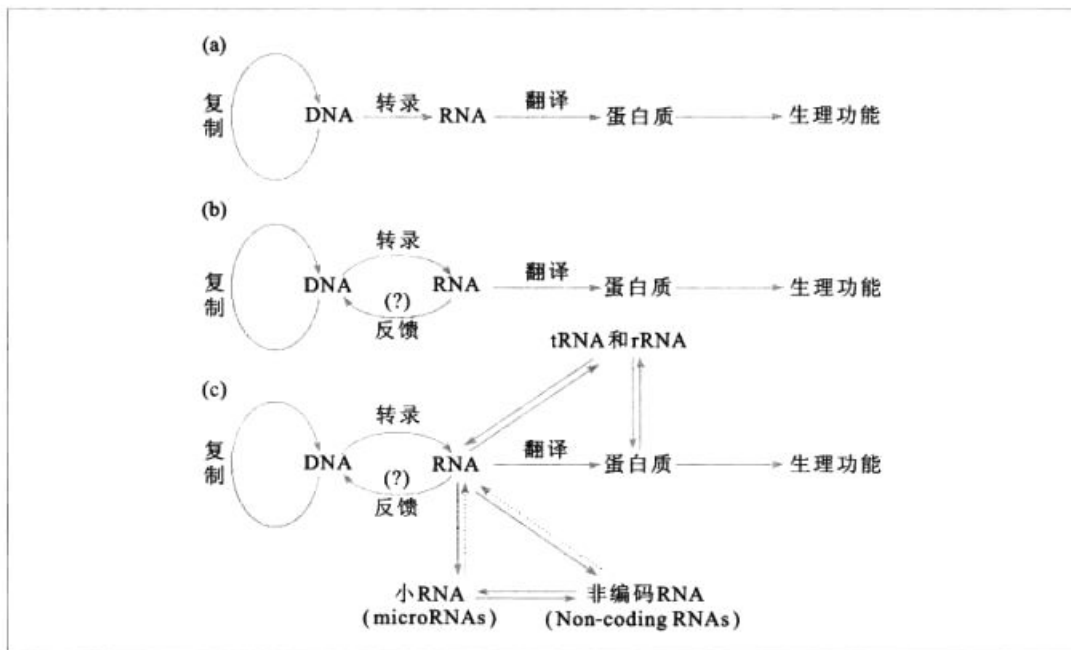 (a)
复制
DNA 转录 RNA 翻译 蛋白质 生理功能
(b)
复制
转录
DNA (?) RNA 翻译 蛋白质 生理功能
反馈
tRNA和rRNA
(c)
复制
转录
DNA (?) RNA 翻译 蛋白质 生理功能
反馈
小RNA 非编码RNA
(microRNAs) (Non-coding RNAs)